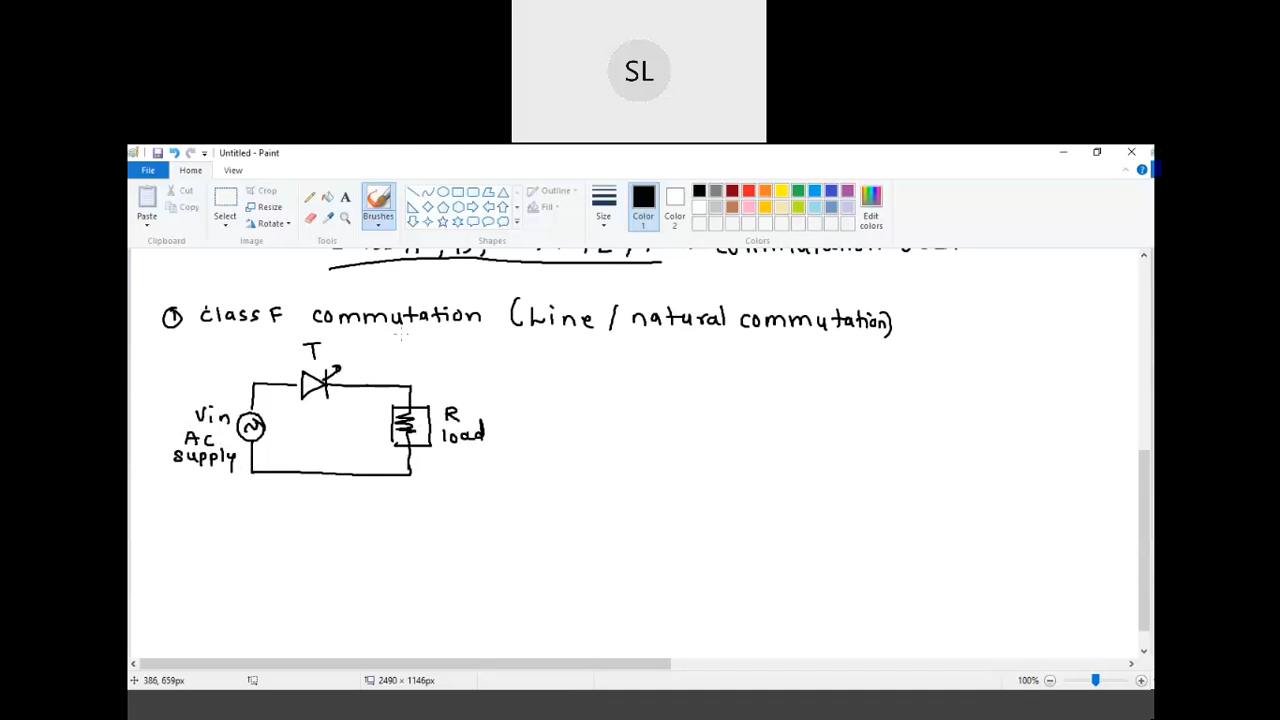 SL
Untitled - Paint
File Home View
Paste
Cut
Copy
Clipboard
Select
Crop
Resize
Rotate
Image
Tools
Brushes
Shapes
Outline
Fill
Size
Color 1
Color 2
Colors
Edit colors
① class F commutation (Line / natural commutation)
T
Vin
AC
supply
R
load
386, 659px
2490 × 1146px
100%